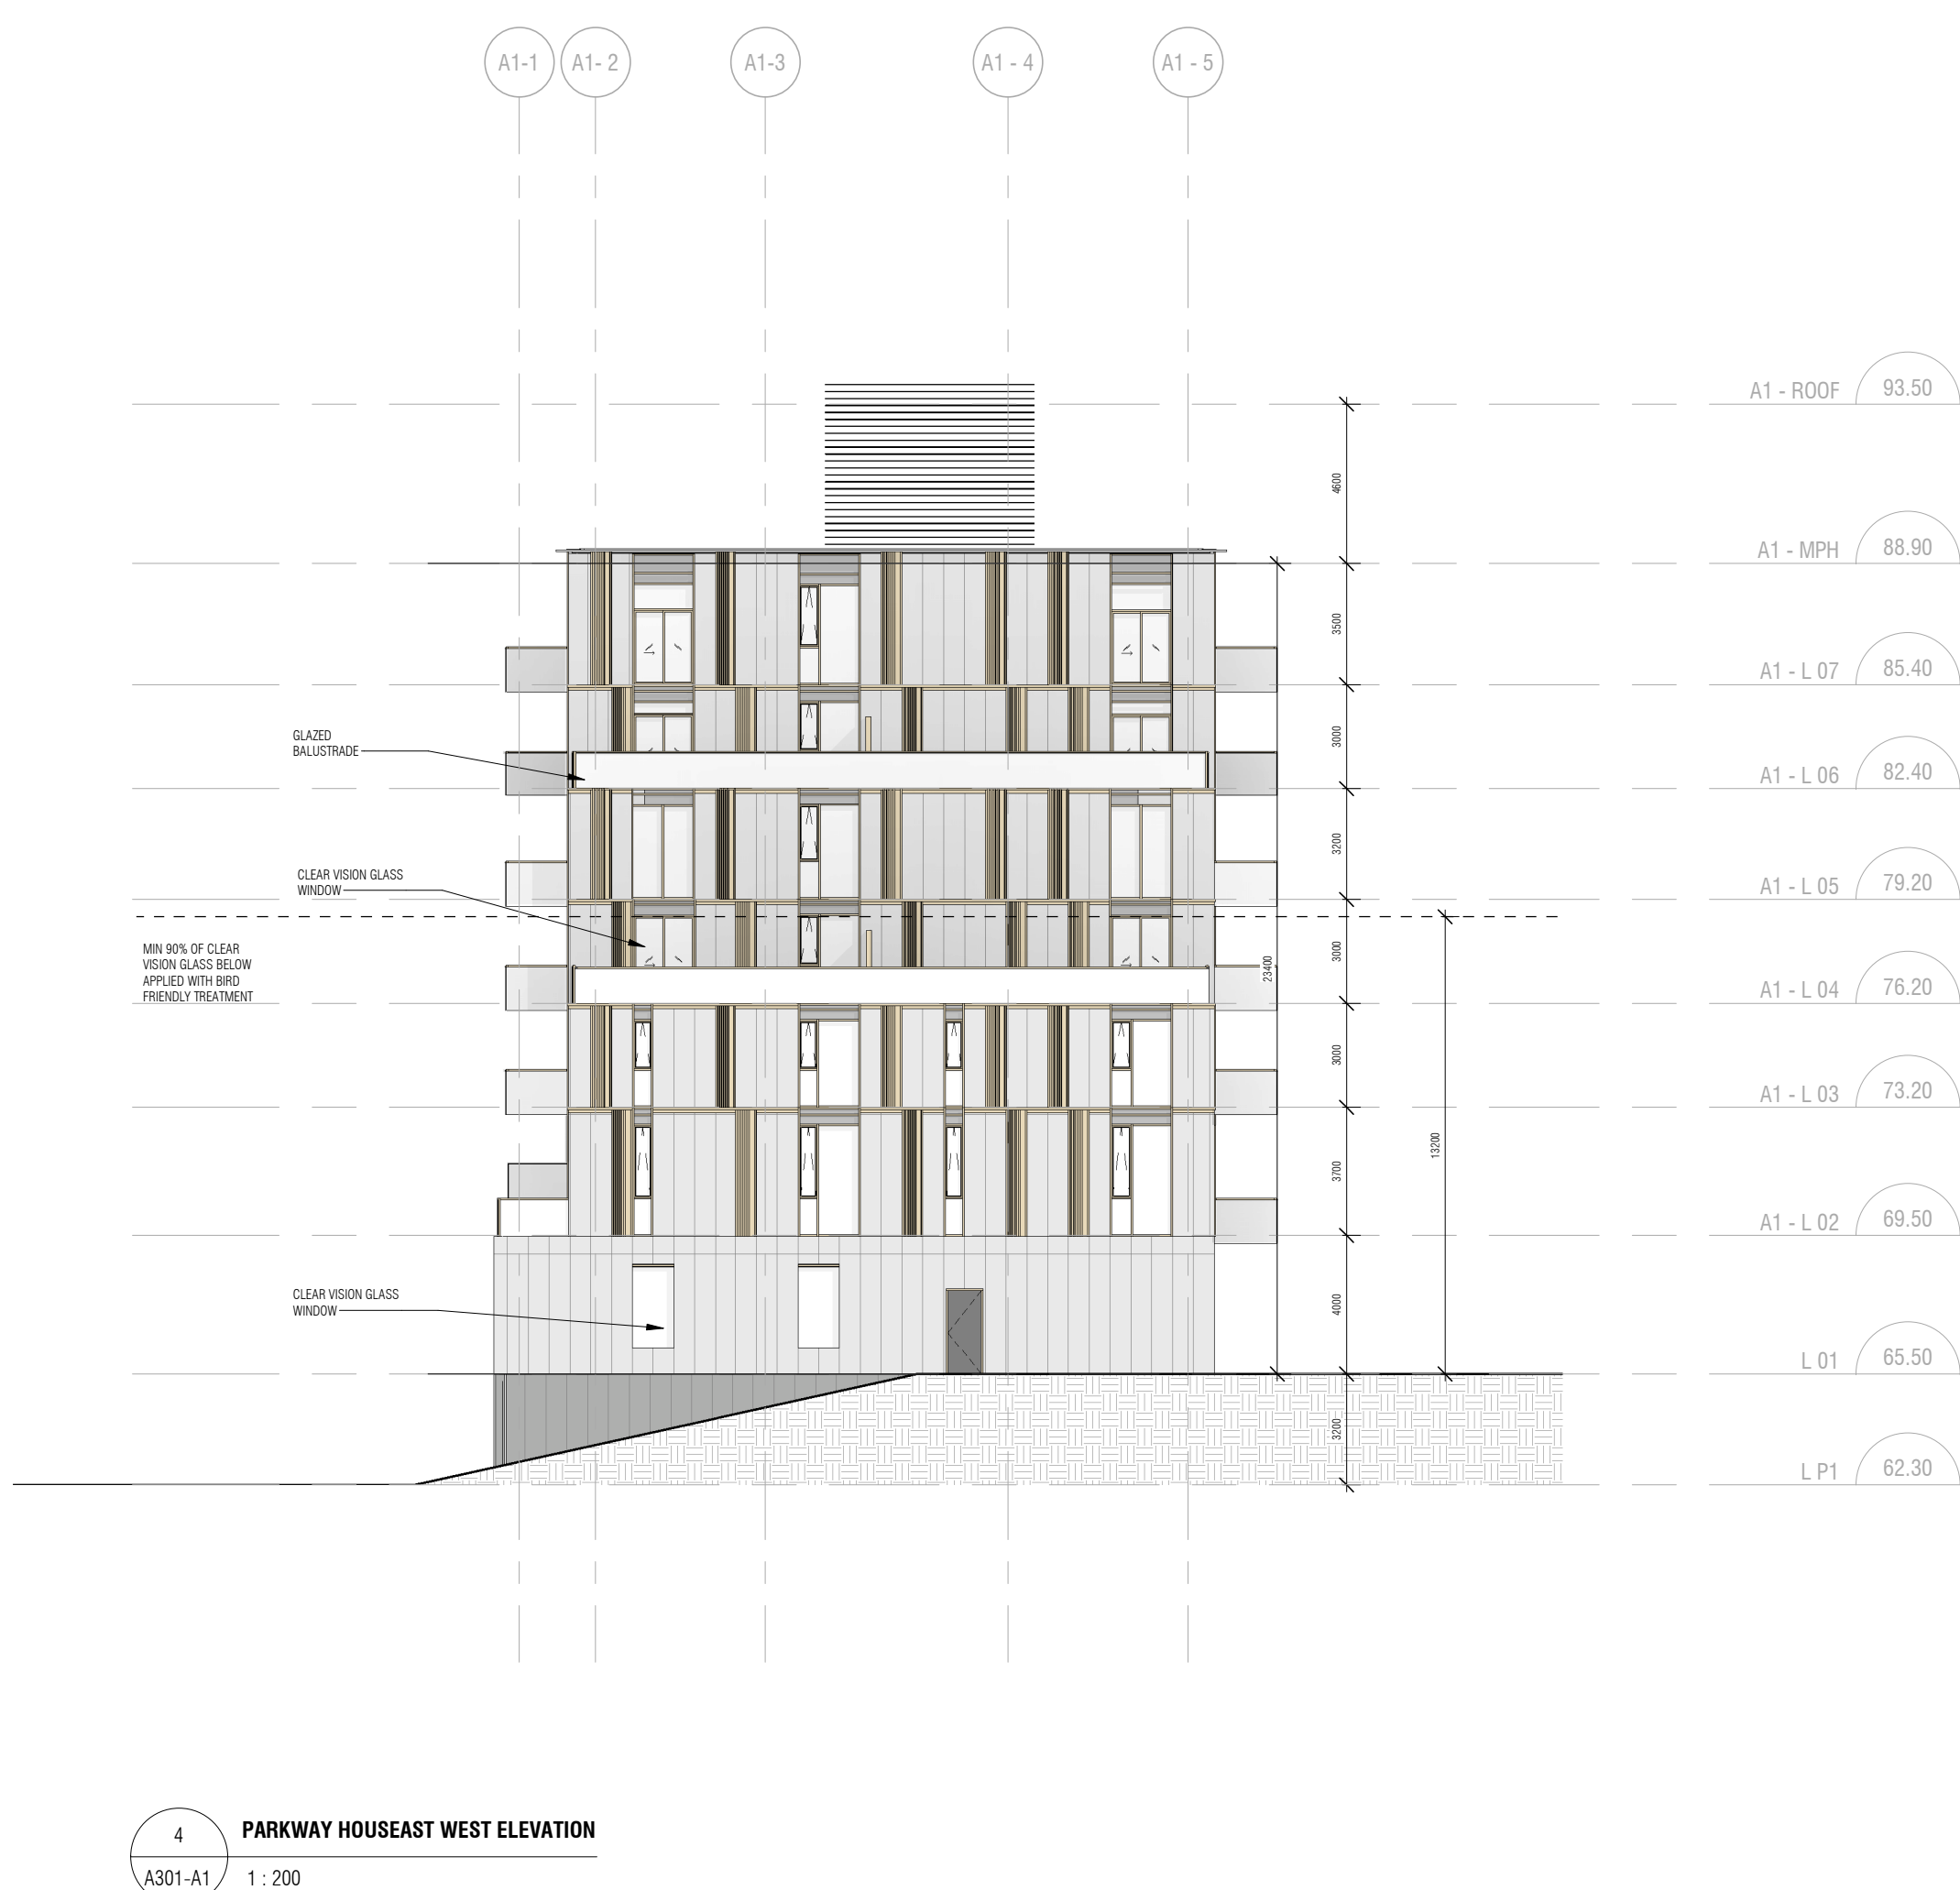 A1-1
A1- 2
A1-3
A1 - 4
A1 - 5
A1 - ROOF 93.50
4600
A1 - MPH 88.90
3500
A1 - L 07 85.40
GLAZED
BALUSTRADE
3000
A1 - L 06 82.40
3200
CLEAR VISION GLASS
WINDOW
A1 - L 05 79.20
MIN 90% OF CLEAR
VISION GLASS BELOW
APPLIED WITH BIRD
FRIENDLY TREATMENT
23400
3000
A1 - L 04 76.20
3000
A1 - L 03 73.20
13200
3700
A1 - L 02 69.50
CLEAR VISION GLASS
WINDOW
4000
L 01 65.50
3200
L P1 62.30
4
PARKWAY HOUSEAST WEST ELEVATION
A301-A1
1 : 200